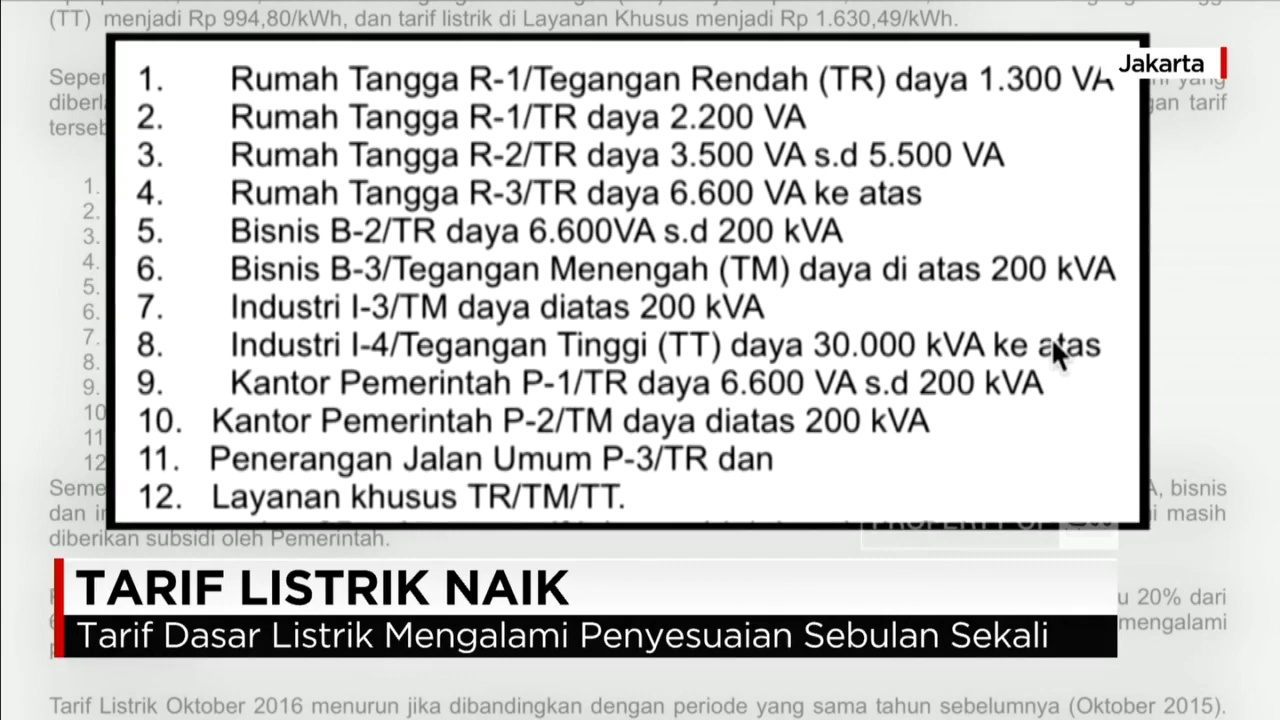 (TT) menjadi Rp 994,80/kWh, dan tarif listrik di Layanan Khusus menjadi Rp 1.630,49/kWh.
Jakarta
1. Rumah Tangga R-1/Tegangan Rendah (TR) daya 1.300 VA
2. Rumah Tangga R-1/TR daya 2.200 VA
3. Rumah Tangga R-2/TR daya 3.500 VA s.d 5.500 VA
4. Rumah Tangga R-3/TR daya 6.600 VA ke atas
5. Bisnis B-2/TR daya 6.600VA s.d 200 kVA
6. Bisnis B-3/Tegangan Menengah (TM) daya di atas 200 kVA
7. Industri I-3/TM daya diatas 200 kVA
8. Industri I-4/Tegangan Tinggi (TT) daya 30.000 kVA ke atas
9. Kantor Pemerintah P-1/TR daya 6.600 VA s.d 200 kVA
10. Kantor Pemerintah P-2/TM daya diatas 200 kVA
11. Penerangan Jalan Umum P-3/TR dan
12. Layanan khusus TR/TM/TT.
bisnis
dan masih
diberikan subsidi oleh Pemerintah.
PROPERTY OF
TARIF LISTRIK NAIK
20% dari
Tarif Dasar Listrik Mengalami Penyesuaian Sebulan Sekali
mengalami
Tarif Listrik Oktober 2016 menurun jika dibandingkan dengan periode yang sama tahun sebelumnya (Oktober 2015).